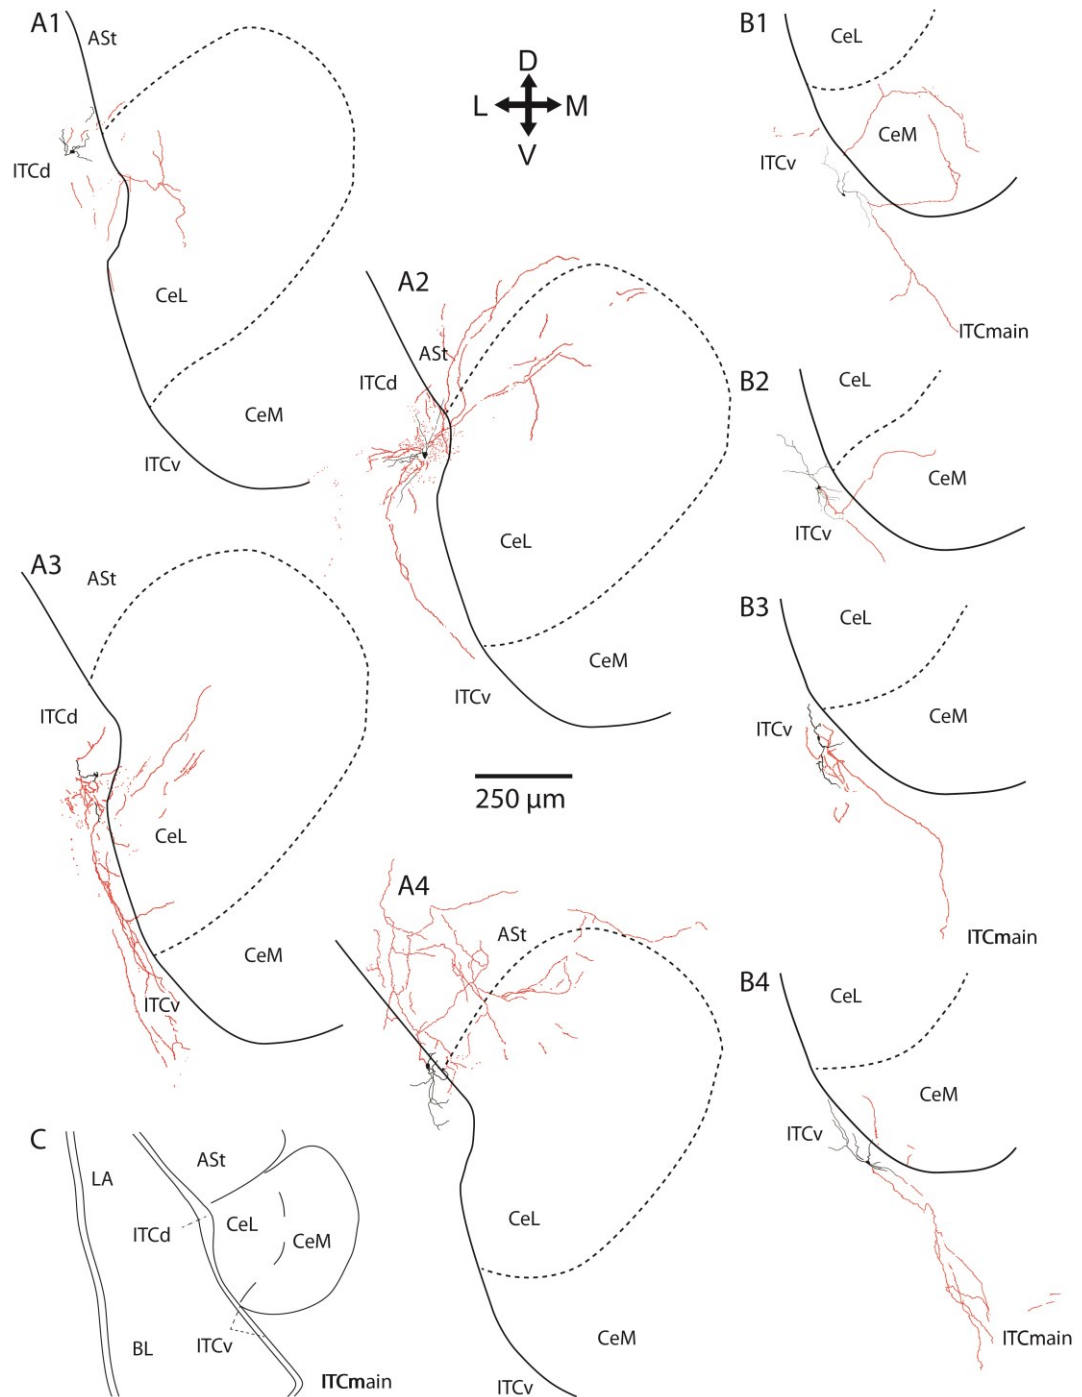 A1
ASt
ITCd
CeL
CeM
ITCv
D
L
M
V
B1
CeL
CeM
ITCv
ITCmain
A2
ASt
ITCd
CeL
CeM
ITCv
B2
CeL
CeM
ITCv
A3
ASt
ITCd
CeL
CeM
ITCv
250 µm
B3
CeL
CeM
ITCv
ITCmain
A4
ASt
CeL
CeM
ITCv
B4
CeL
CeM
ITCv
ITCmain
C
LA
ASt
ITCd
CeL
CeM
ITCv
BL
ITCmain